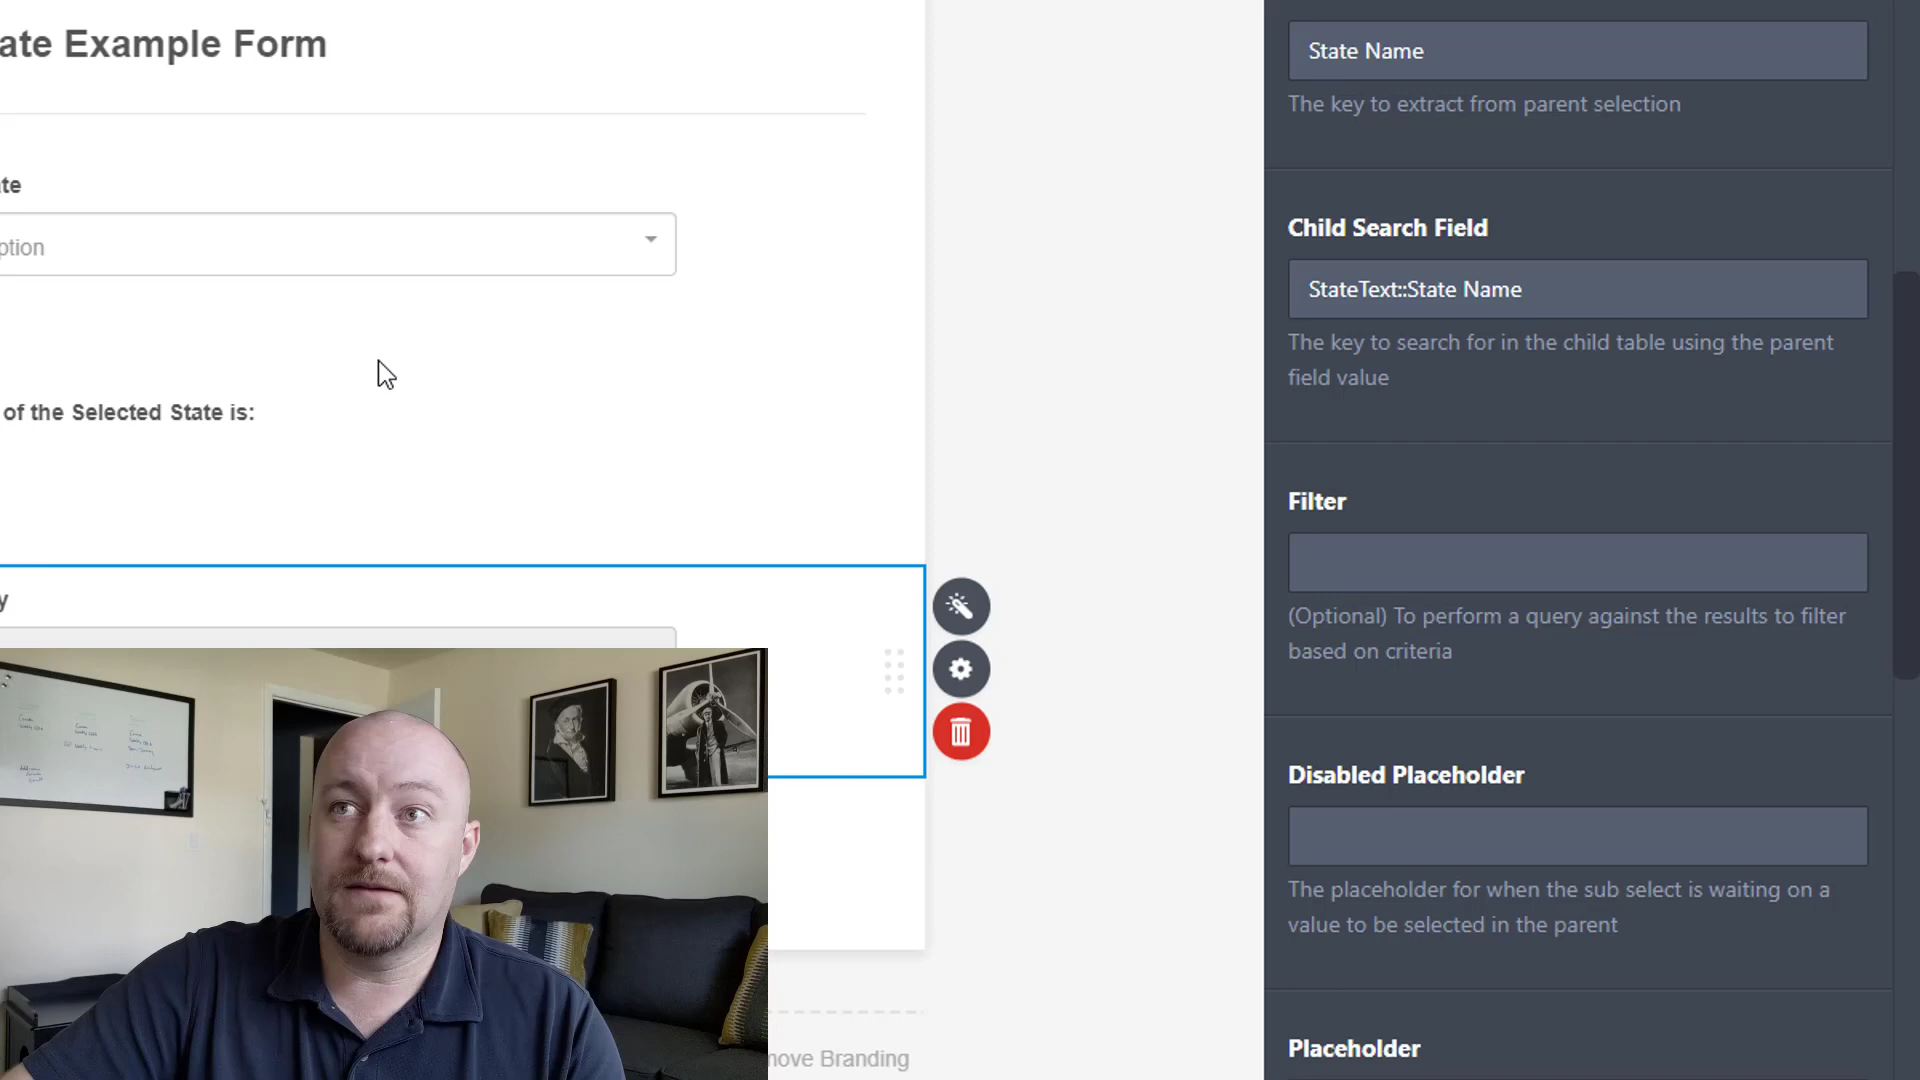 ate Example Form
ate
ption
of the Selected State is:
y
move Branding
State Name
The key to extract from parent selection
Child Search Field
StateText::State Name
The key to search for in the child table using the parent
field value
Filter
(Optional) To perform a query against the results to filter
based on criteria
Disabled Placeholder
The placeholder for when the sub select is waiting on a
value to be selected in the parent
Placeholder